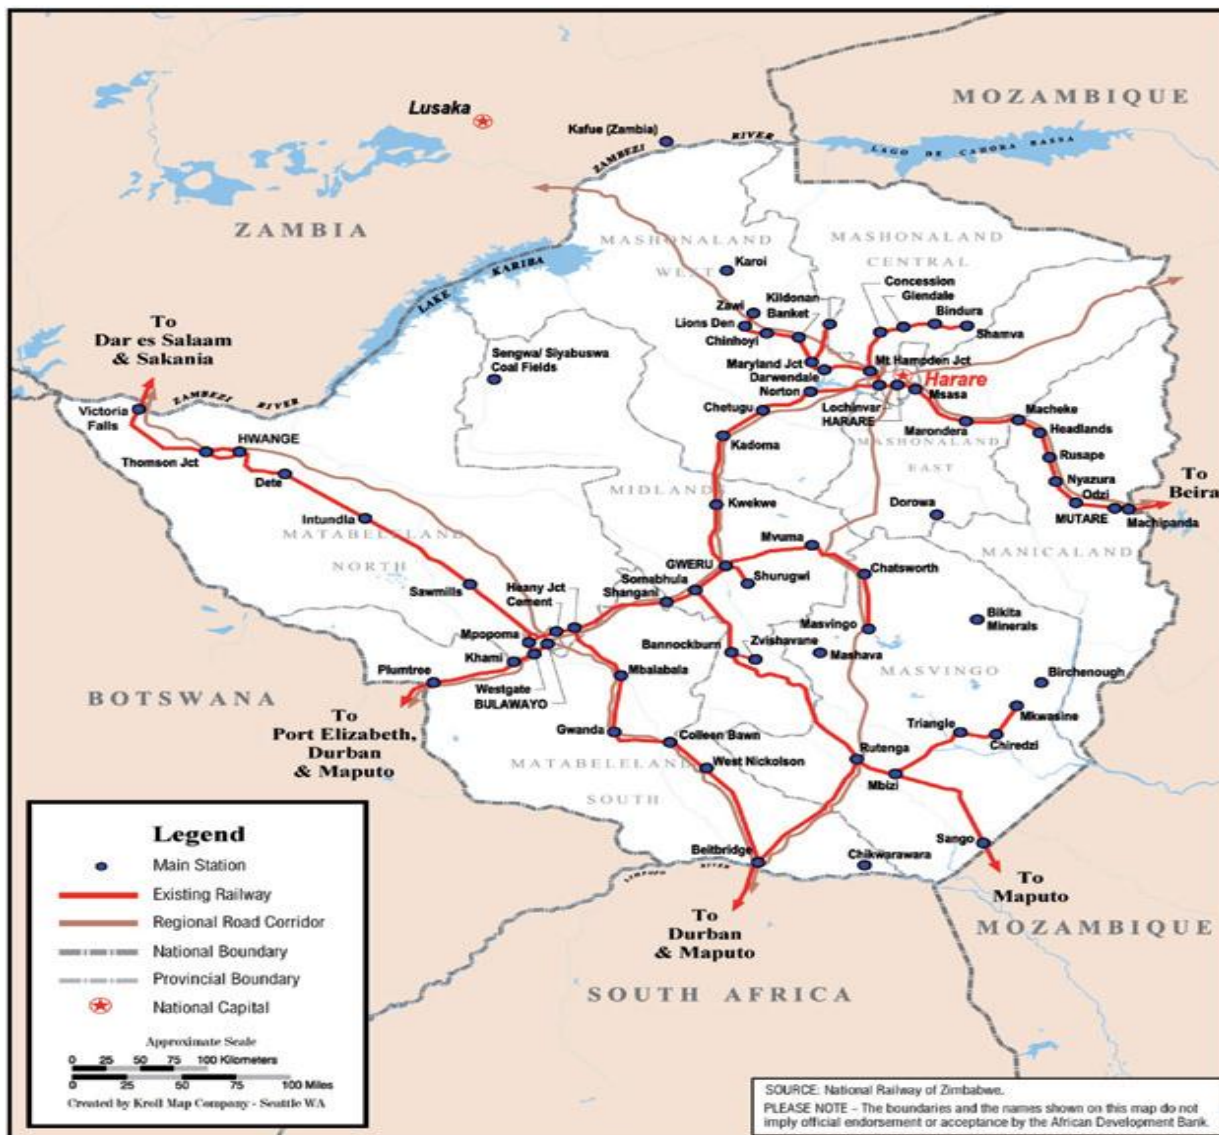 MOZAMBIQUE
Lusaka
Kafue (Zambia)
ZAMBEZI
RIVER
LAGO DE CAHORA BASSA
ZAMBIA
MASHONALAND
WEST
MASHONALAND
CENTRAL
Karoi
LAKE
KARIBA
Concession
Glendale
Kildonan
Zawi
Banket
Bindura
Lions Den
Shamva
Chinhoyi
To
Dar es Salaam
& Sakania
Sengwa/ Siyabuswa
Coal Fields
Maryland Jct
Mt Hampden Jct
Darwendale
Harare
Norton
Msasa
ZAMBEZI
RIVER
Victoria
Falls
Chetugu
Lochinvar
HARARE
Macheke
Marondera
Headlands
MASHONALAND
EAST
Kadoma
HWANGE
Thomson Jct
Rusape
Dete
Nyazura
To
Beira
MIDLANDS
Kwekwe
Odzi
Dorowa
MUTARE
Machipanda
Intundla
MATABELELAND
NORTH
Mvuma
MANICALAND
GWERU
Shurugwi
Chatsworth
Heany Jct
Cement
Somabhula
Shangani
Sawmills
Bikita
Minerals
Mpopoma
Masvingo
Bannockburn
Zvishavane
Mashava
Khami
MASVINGO
Plumtree
Mbalabala
Birchenough
BOTSWANA
Westgate
BULAWAYO
Mkwasine
To
Port Elizabeth,
Durban
& Maputo
Triangle
Chiredzi
Gwanda
Colleen Bawn
Rutenga
MATABELELAND
SOUTH
West Nickolson
Mbizi
Sango
Beitbridge
Chikwarawara
LIMPOPO
RIVER
To
Maputo
To
Durban
& Maputo
MOZAMBIQUE
SOUTH AFRICA
Legend
Main Station
Existing Railway
Regional Road Corridor
National Boundary
Provincial Boundary
National Capital
Approximate Scale
0 25 50 75 100 Kilometers
0 25 50 75 100 Miles
Created by Kroll Map Company - Seattle WA
SOURCE: National Railway of Zimbabwe.
PLEASE NOTE - The boundaries and the names shown on this map do not
imply official endorsement or acceptance by the African Development Bank.